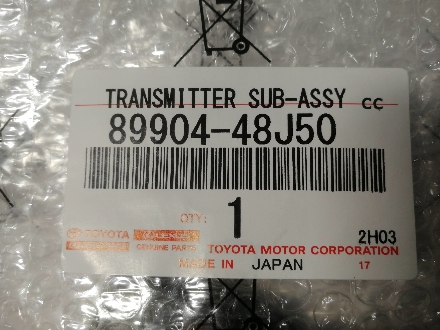 TRANSMITTER SUB-ASSY CC
89904-48J50
QTY: 1
2H03
TOYOTA
GENUINE PARTS TOYOTA MOTOR CORPORATION
MADE IN JAPAN 17